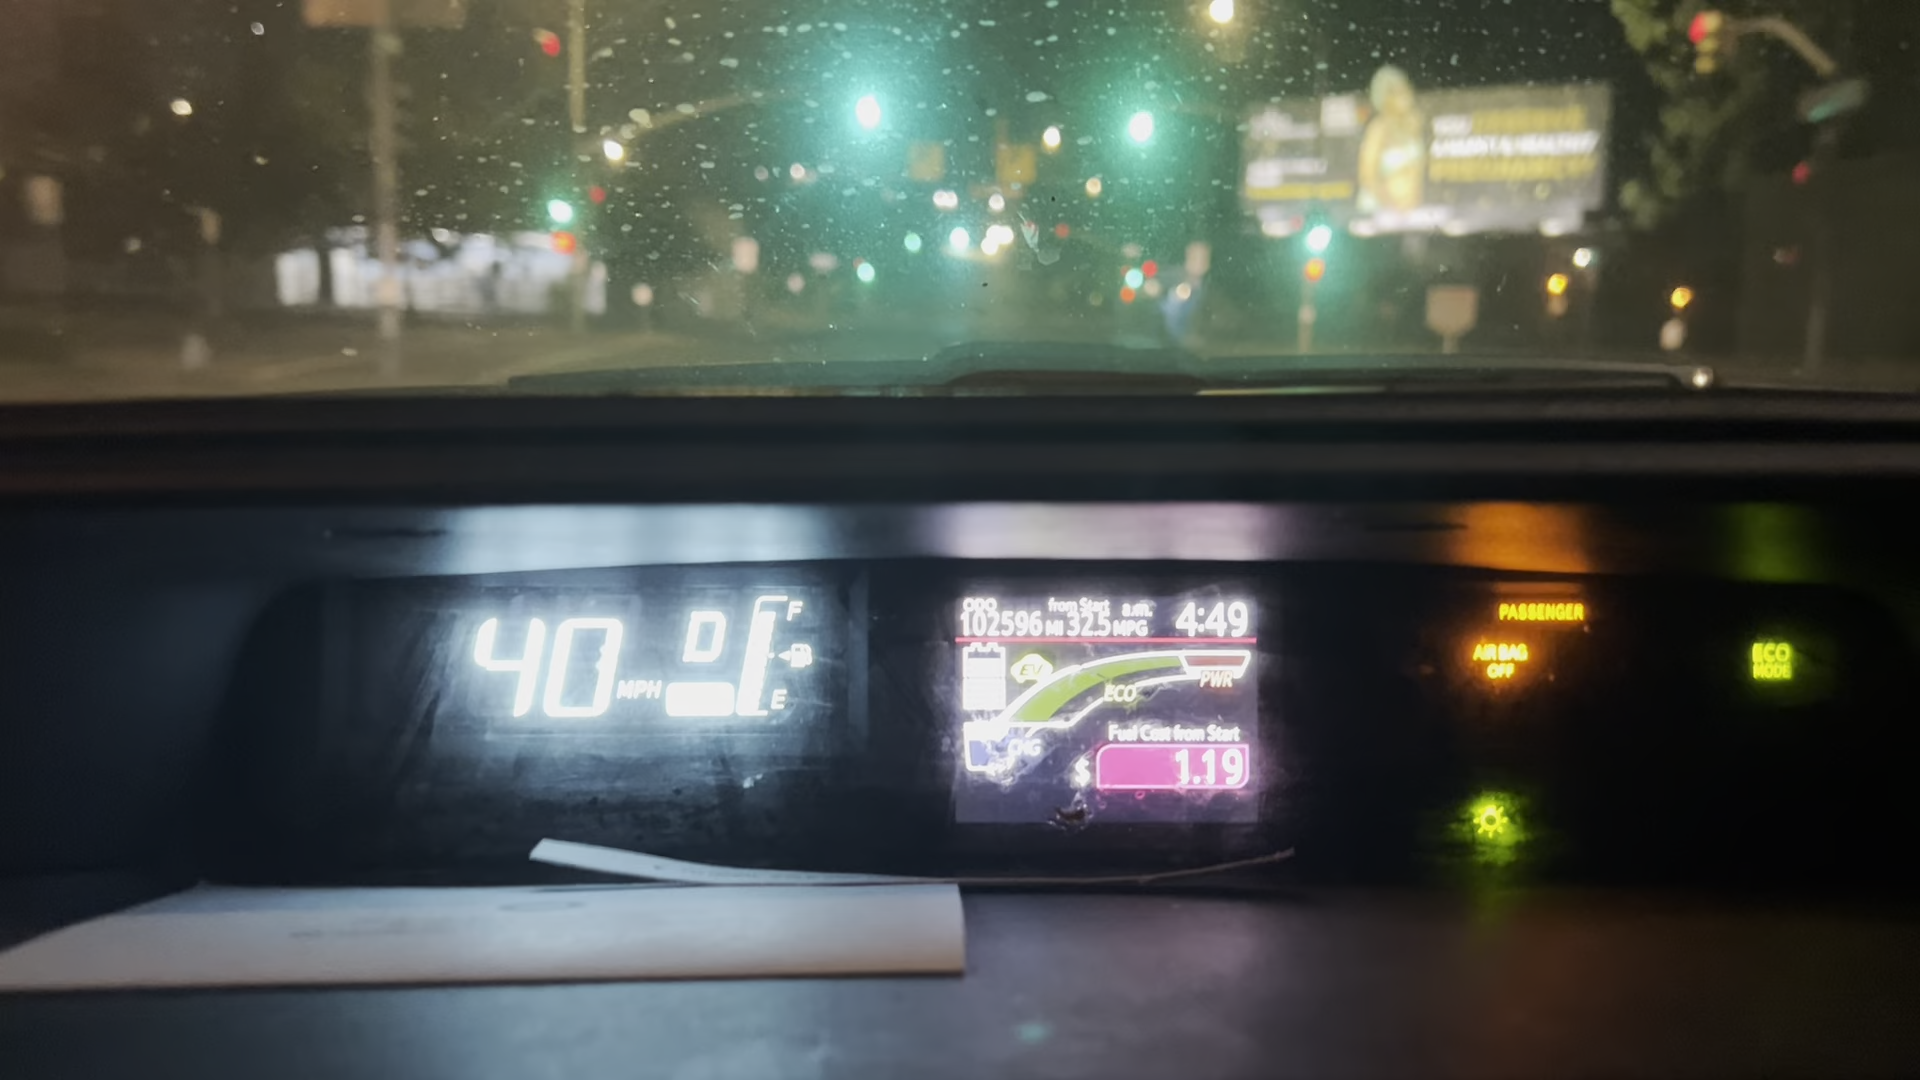 40 MPH
D
F
E
ODO from Start a.m.
102596 MI 32.5 MPG 4:49
EV
ECO
PWR
CHG
Fuel Cost from Start
$ 1.19
PASSENGER
AIR BAG
OFF
ECO
MODE